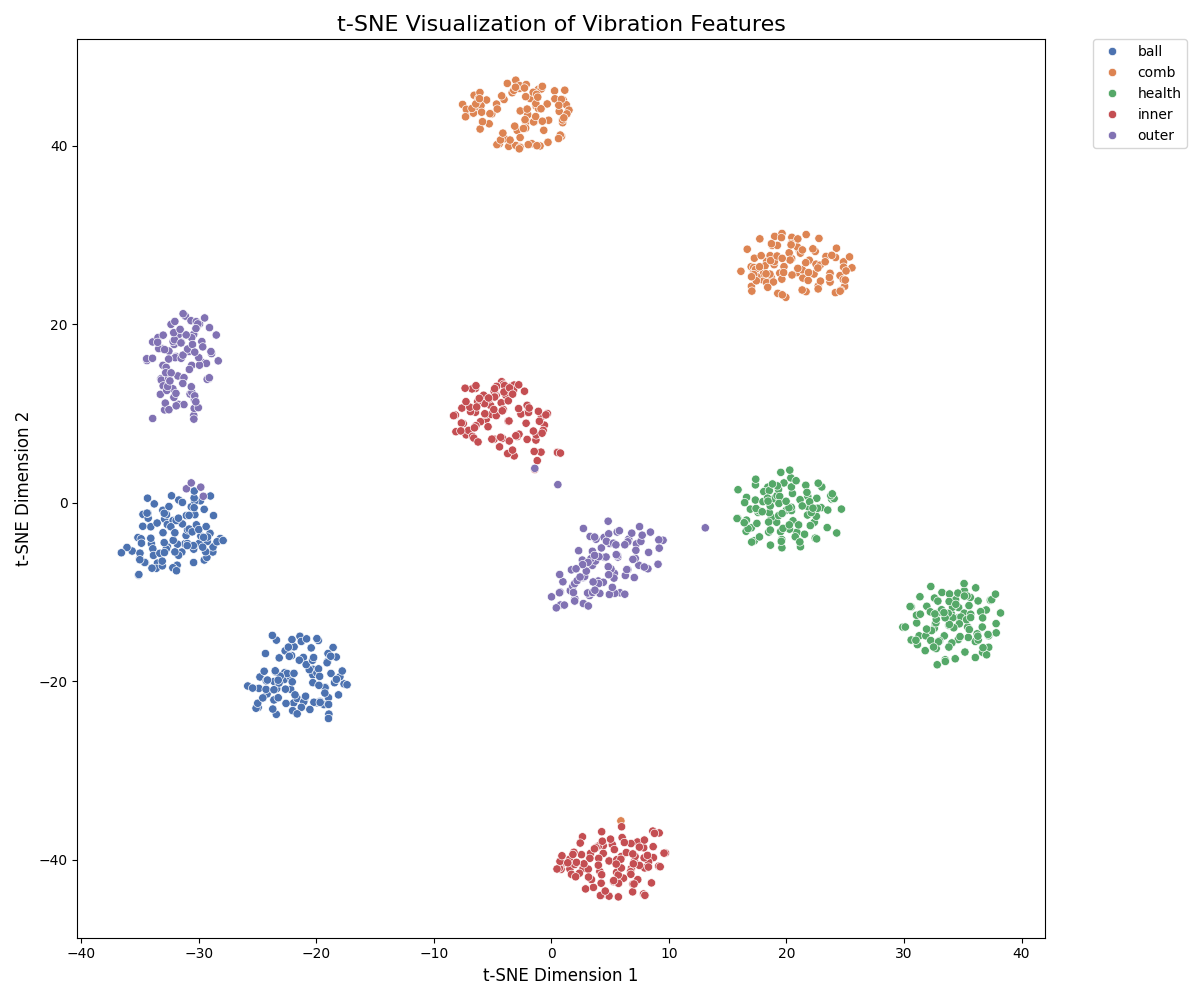 t-SNE Visualization of Vibration Features
ball
comb
health
inner
outer
t-SNE Dimension 2
40
20
0
−20
−40
−40
−30
−20
−10
0
10
20
30
40
t-SNE Dimension 1